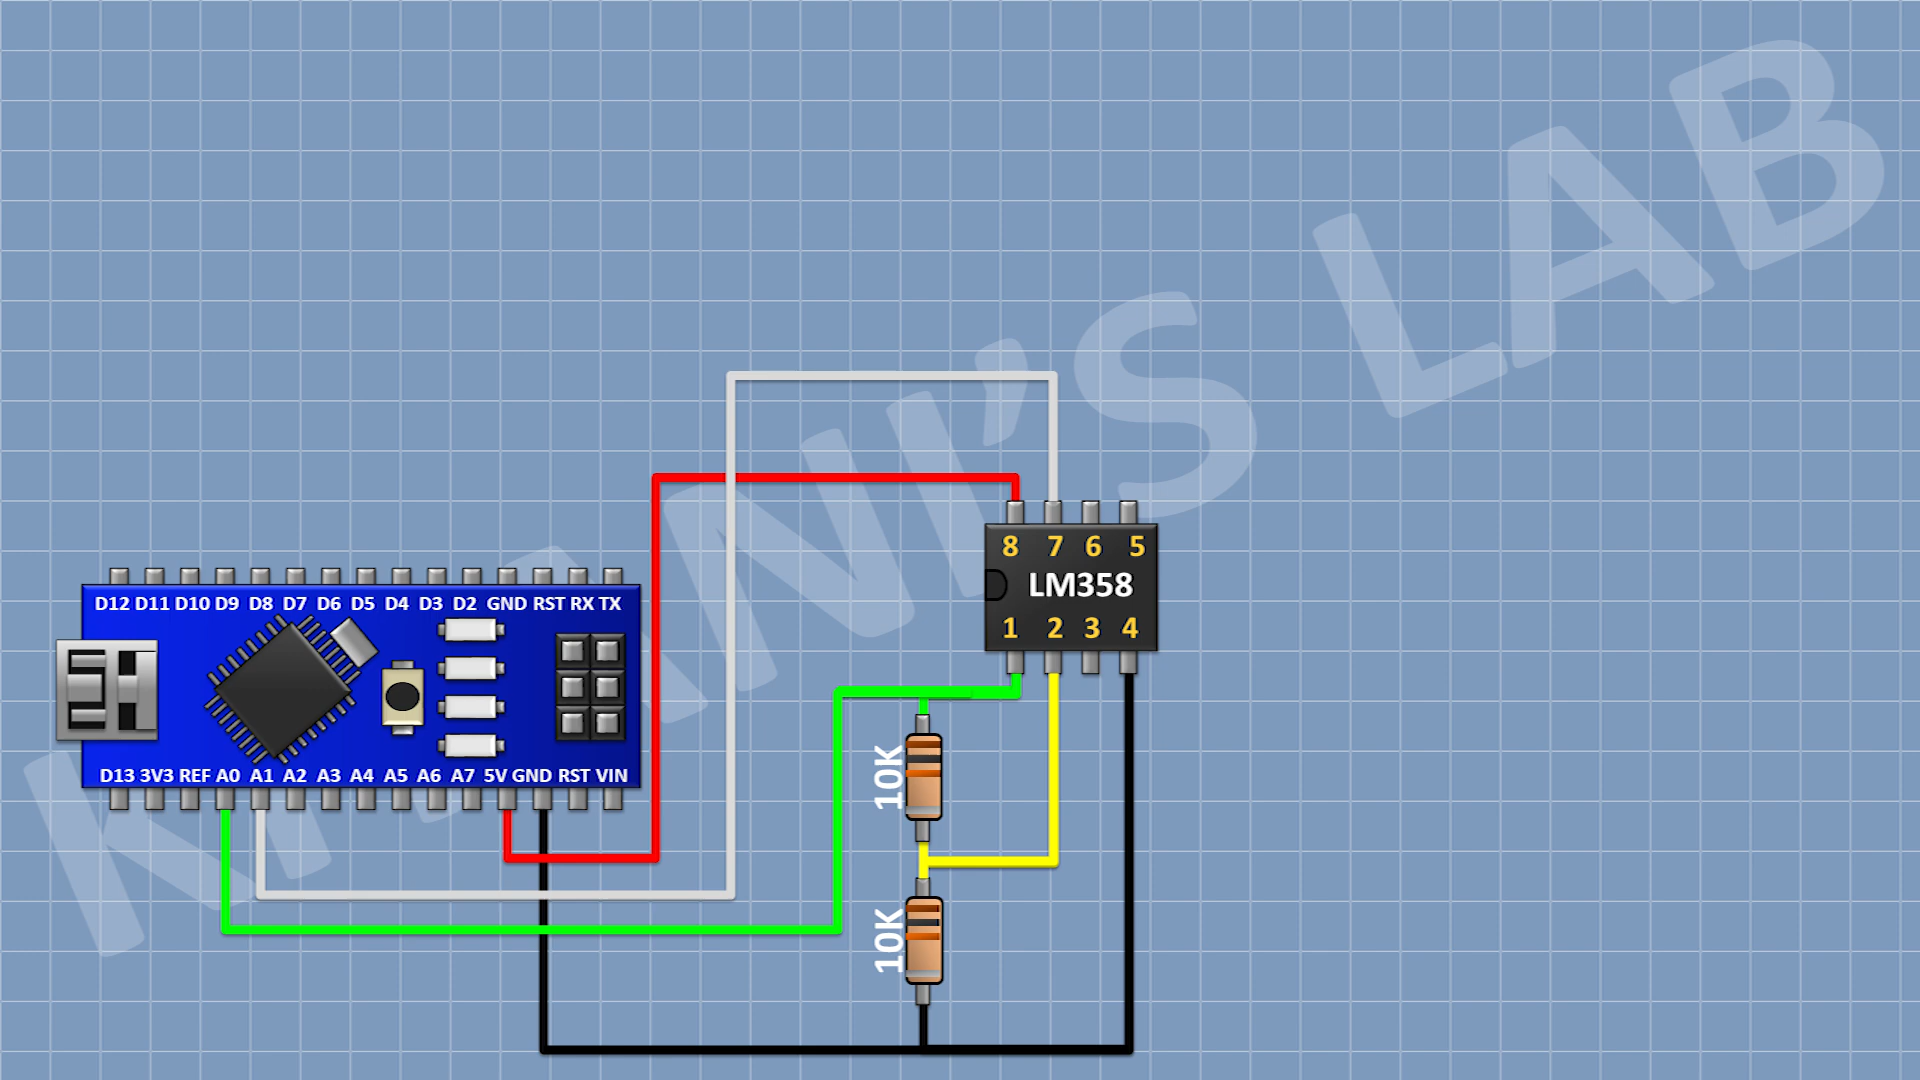 KHANI'S LAB
8 7 6 5
LM358
1 2 3 4
D12 D11 D10 D9 D8 D7 D6 D5 D4 D3 D2 GND RST RX TX
D13 3V3 REF A0 A1 A2 A3 A4 A5 A6 A7 5V GND RST VIN
10K
10K